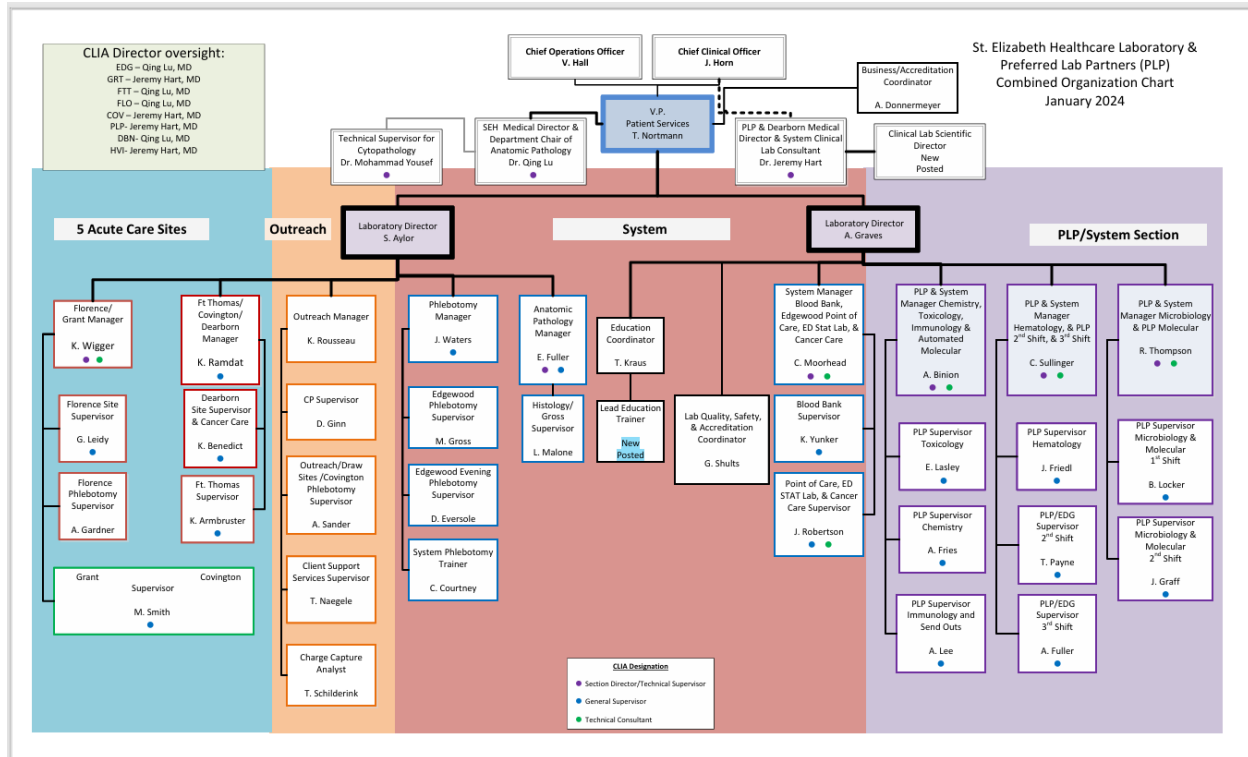 CLIA Director oversight:
EDG – Qing Lu, MD
GRT – Jeremy Hart, MD
FTT – Qing Lu, MD
FLO – Qing Lu, MD
COV – Jeremy Hart, MD
PLP- Jeremy Hart, MD
DBN- Qing Lu, MD
HVI- Jeremy Hart, MD
Chief Operations Officer
V. Hall
Chief Clinical Officer
J. Horn
St. Elizabeth Healthcare Laboratory &
Preferred Lab Partners (PLP)
Combined Organization Chart
January 2024
Business/Accreditation
Coordinator
A. Donnermeyer
V.P.
Patient Services
T. Nortmann
Technical Supervisor for
Cytopathology
Dr. Mohammad Yousef
SEH Medical Director &
Department Chair of
Anatomic Pathology
Dr. Qing Lu
PLP & Dearborn Medical
Director & System Clinical
Lab Consultant
Dr. Jeremy Hart
Clinical Lab Scientific
Director
New
Posted
5 Acute Care Sites
Outreach
Laboratory Director
S. Aylor
System
Laboratory Director
A. Graves
PLP/System Section
Florence/
Grant Manager
K. Wigger
Ft Thomas/
Covington/
Dearborn
Manager
K. Ramdat
Outreach Manager
K. Rousseau
Phlebotomy
Manager
J. Waters
Anatomic
Pathology
Manager
E. Fuller
Education
Coordinator
T. Kraus
System Manager
Blood Bank,
Edgewood Point of
Care, ED Stat Lab, &
Cancer Care
C. Moorhead
PLP & System
Manager Chemistry,
Toxicology,
Immunology &
Automated
Molecular
A. Binion
PLP & System
Manager
Hematology, & PLP
2nd Shift, & 3rd Shift
C. Sullinger
PLP & System
Manager Microbiology
& PLP Molecular
R. Thompson
Florence Site
Supervisor
G. Leidy
Dearborn
Site Supervisor
& Cancer Care
K. Benedict
CP Supervisor
D. Ginn
Edgewood
Phlebotomy
Supervisor
M. Gross
Histology/
Gross
Supervisor
L. Malone
Lead Education
Trainer
New
Posted
Lab Quality, Safety,
& Accreditation
Coordinator
G. Shults
Blood Bank
Supervisor
K. Yunker
PLP Supervisor
Toxicology
E. Lasley
PLP Supervisor
Hematology
J. Friedl
PLP Supervisor
Microbiology &
Molecular
1st Shift
B. Locker
Florence
Phlebotomy
Supervisor
A. Gardner
Ft. Thomas
Supervisor
K. Armbruster
Outreach/Draw
Sites /Covington
Phlebotomy
Supervisor
A. Sander
Edgewood Evening
Phlebotomy
Supervisor
D. Eversole
Point of Care, ED
STAT Lab, & Cancer
Care Supervisor
J. Robertson
PLP Supervisor
Chemistry
A. Fries
PLP/EDG
Supervisor
2nd Shift
T. Payne
PLP Supervisor
Microbiology &
Molecular
2nd Shift
J. Graff
Grant Covington
Supervisor
M. Smith
Client Support
Services Supervisor
T. Naegele
System Phlebotomy
Trainer
C. Courtney
PLP Supervisor
Immunology and
Send Outs
A. Lee
PLP/EDG
Supervisor
3rd Shift
A. Fuller
Charge Capture
Analyst
T. Schilderink
CLIA Designation
Section Director/Technical Supervisor
General Supervisor
Technical Consultant